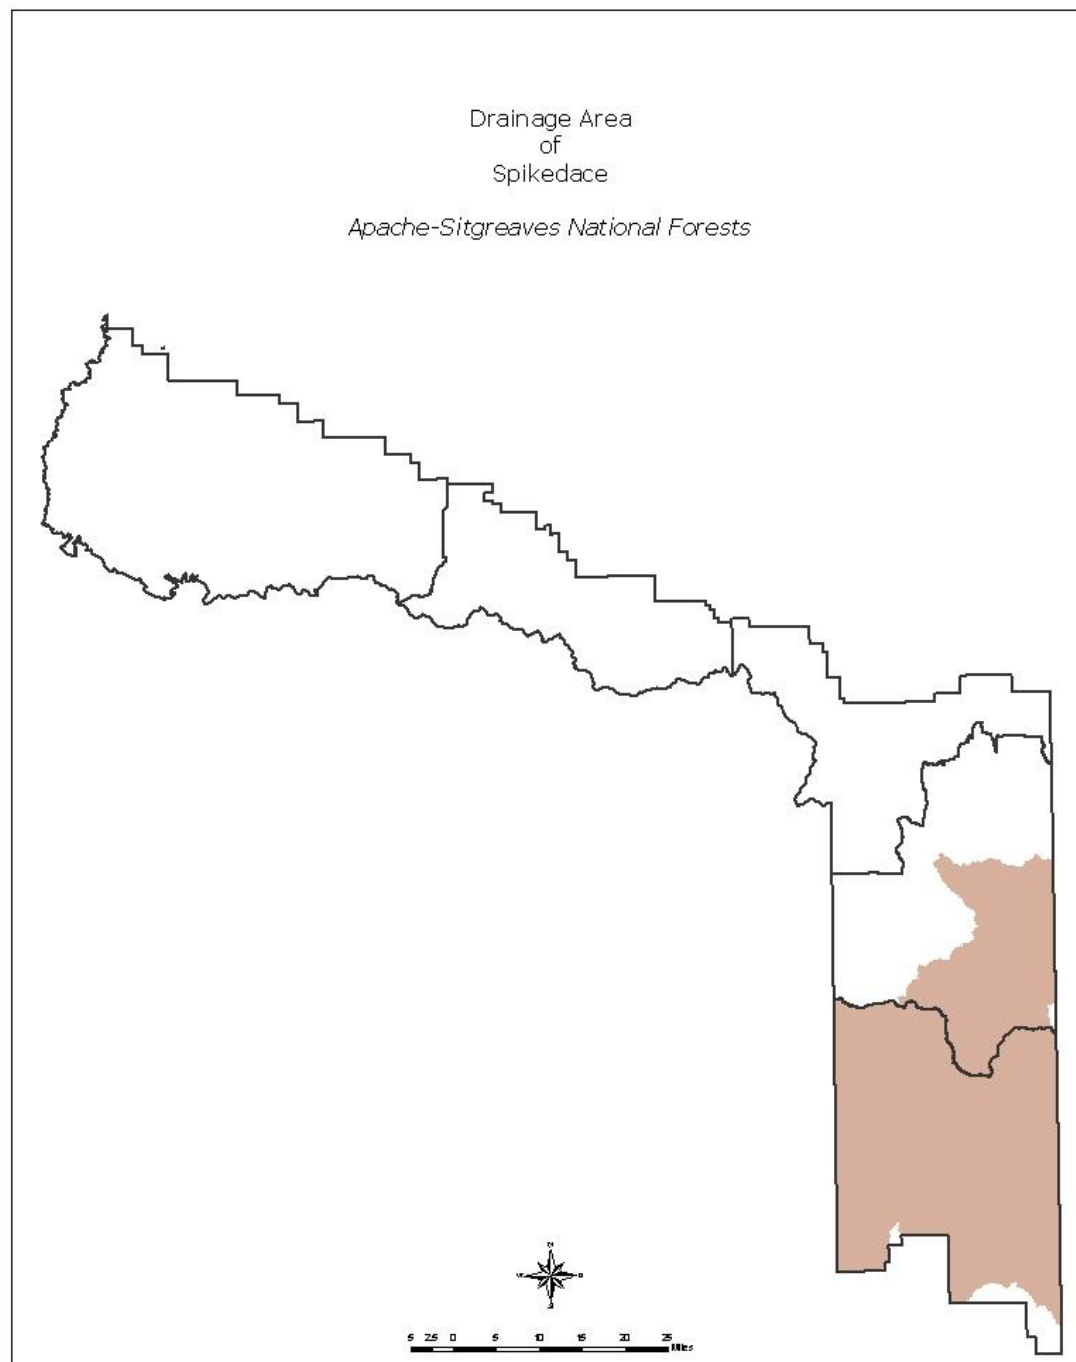 Drainage Area
of
Spikedace
Apache-Sitgreaves National Forests
N
W
E
S
5 2.5 0 5 10 15 20 25
Miles